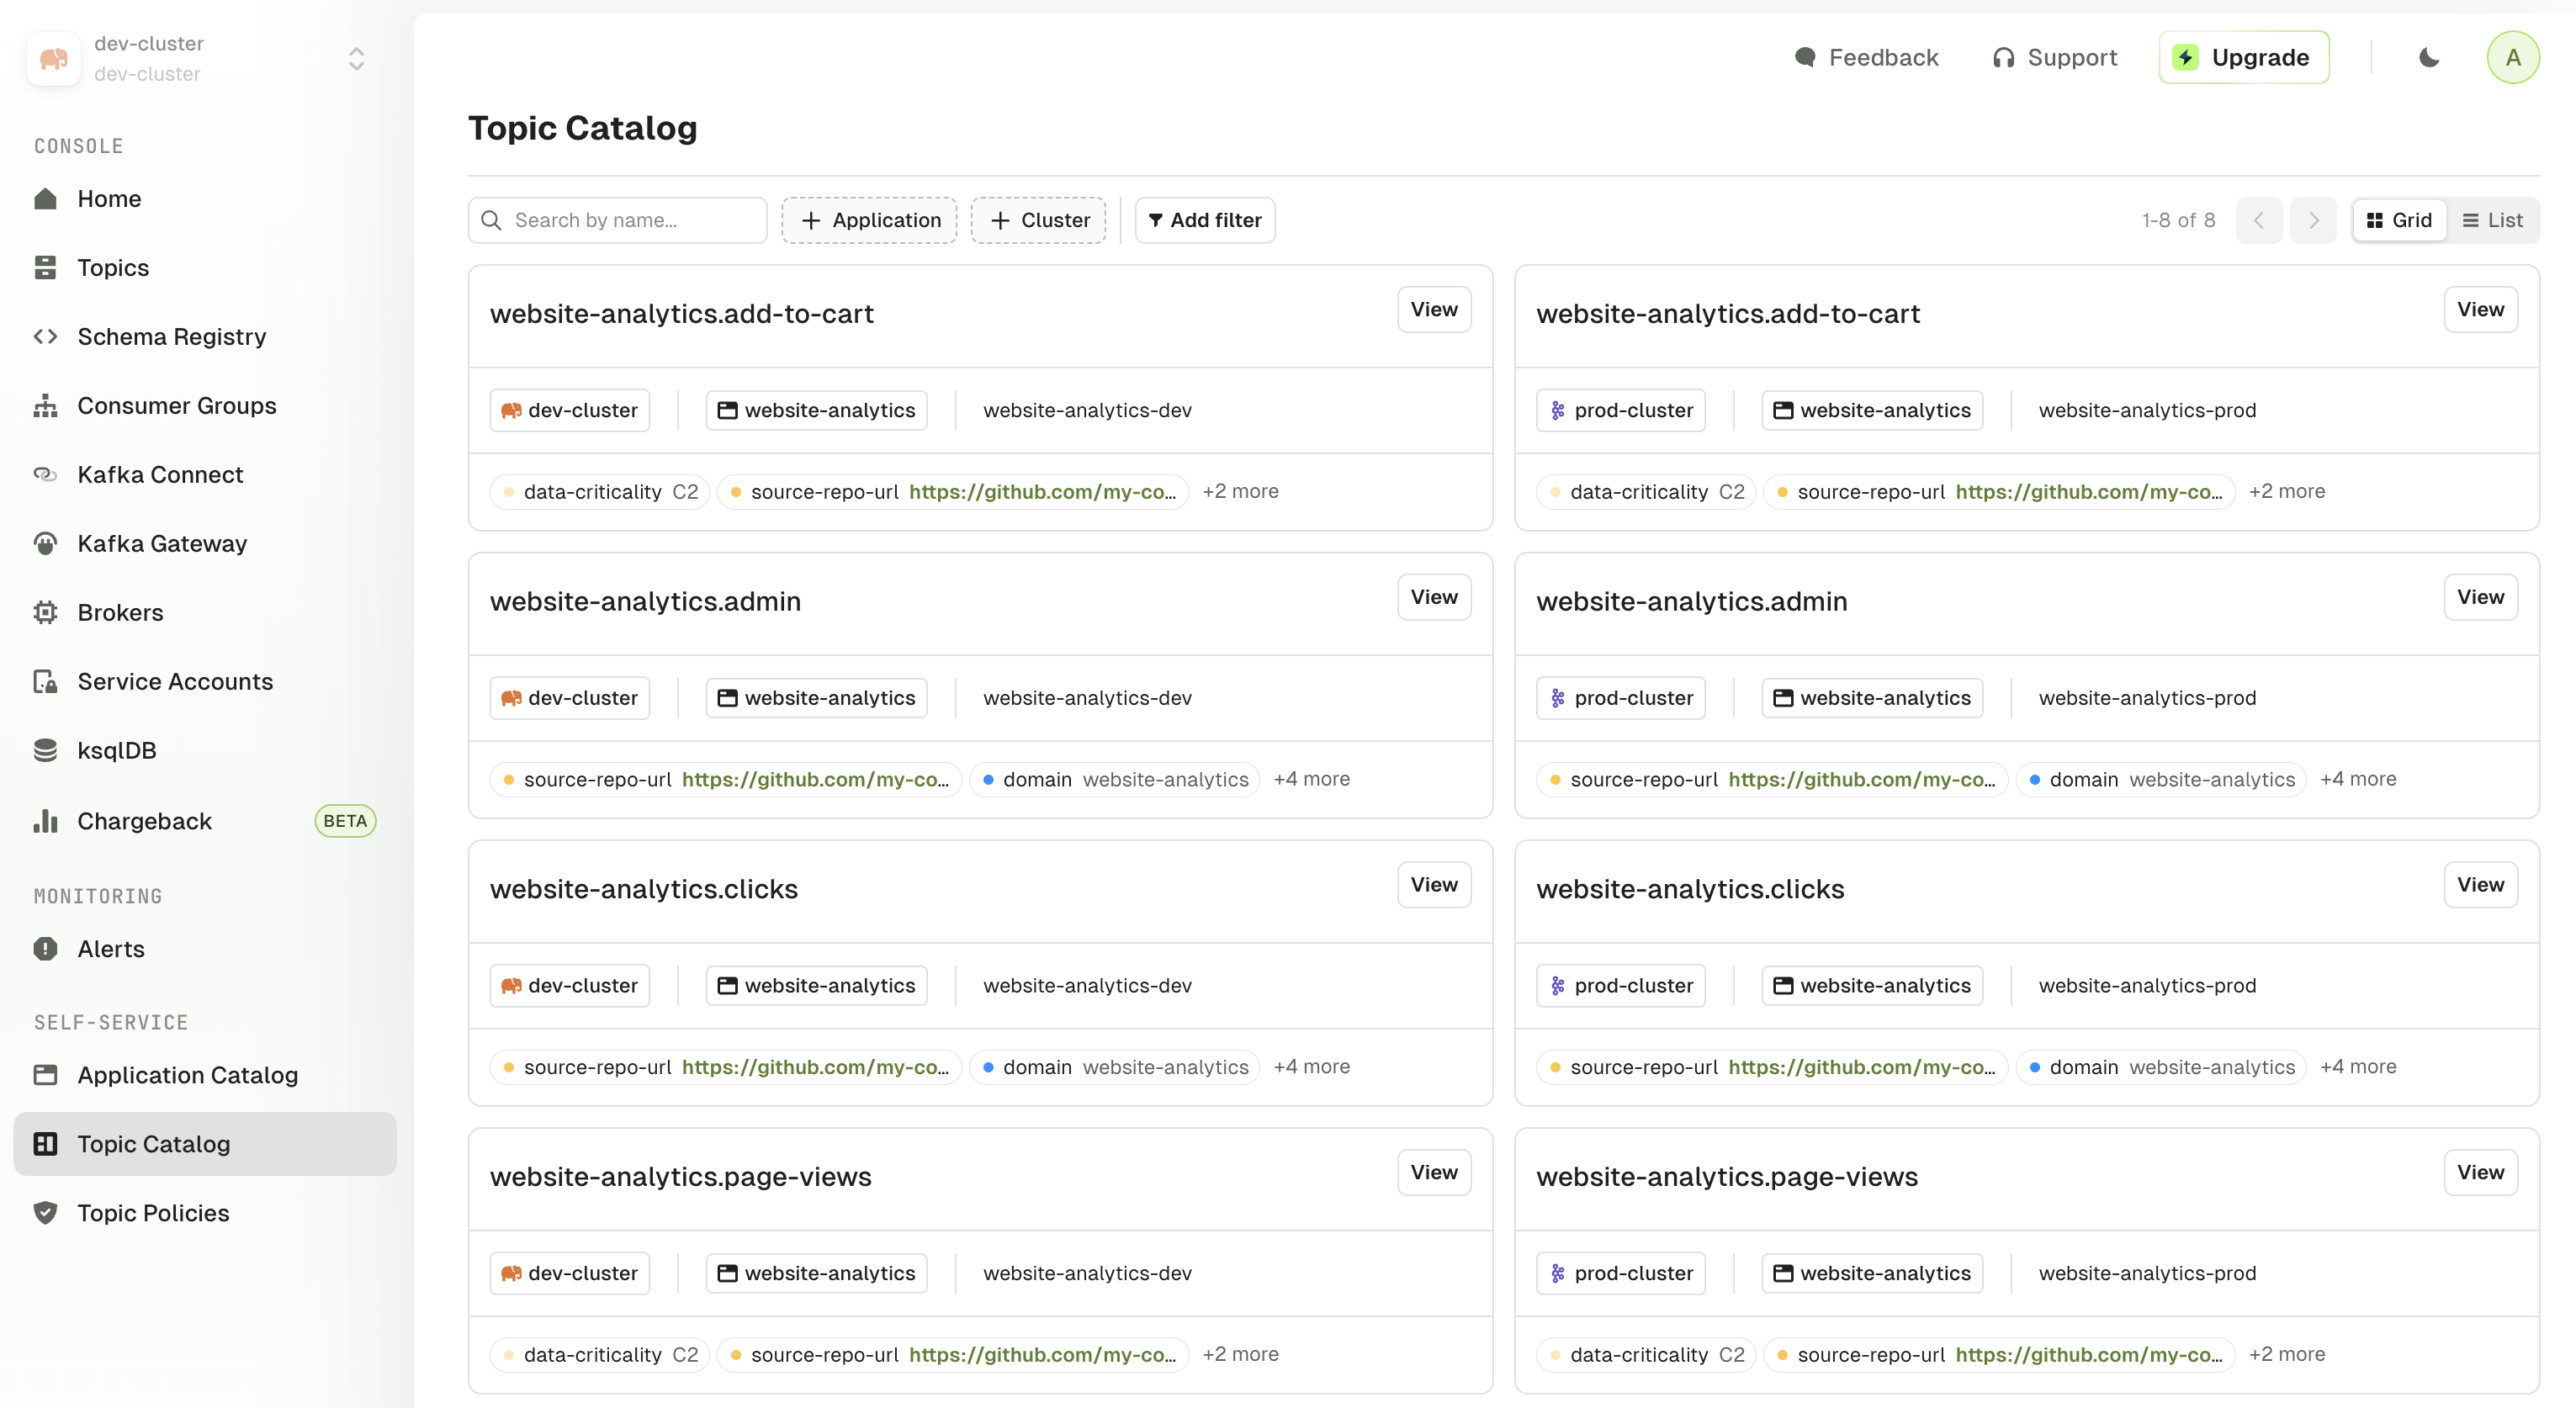 dev-cluster
dev-cluster
CONSOLE
Home
Topics
Schema Registry
Consumer Groups
Kafka Connect
Kafka Gateway
Brokers
Service Accounts
ksqlDB
Chargeback BETA
MONITORING
Alerts
SELF-SERVICE
Application Catalog
Topic Catalog
Topic Policies
Feedback Support Upgrade A
Topic Catalog
Search by name... + Application + Cluster Add filter 1-8 of 8 Grid List
website-analytics.add-to-cart View
dev-cluster website-analytics website-analytics-dev
data-criticality C2 source-repo-url https://github.com/my-co... +2 more
website-analytics.add-to-cart View
prod-cluster website-analytics website-analytics-prod
data-criticality C2 source-repo-url https://github.com/my-co... +2 more
website-analytics.admin View
dev-cluster website-analytics website-analytics-dev
source-repo-url https://github.com/my-co... domain website-analytics +4 more
website-analytics.admin View
prod-cluster website-analytics website-analytics-prod
source-repo-url https://github.com/my-co... domain website-analytics +4 more
website-analytics.clicks View
dev-cluster website-analytics website-analytics-dev
source-repo-url https://github.com/my-co... domain website-analytics +4 more
website-analytics.clicks View
prod-cluster website-analytics website-analytics-prod
source-repo-url https://github.com/my-co... domain website-analytics +4 more
website-analytics.page-views View
dev-cluster website-analytics website-analytics-dev
data-criticality C2 source-repo-url https://github.com/my-co... +2 more
website-analytics.page-views View
prod-cluster website-analytics website-analytics-prod
data-criticality C2 source-repo-url https://github.com/my-co... +2 more